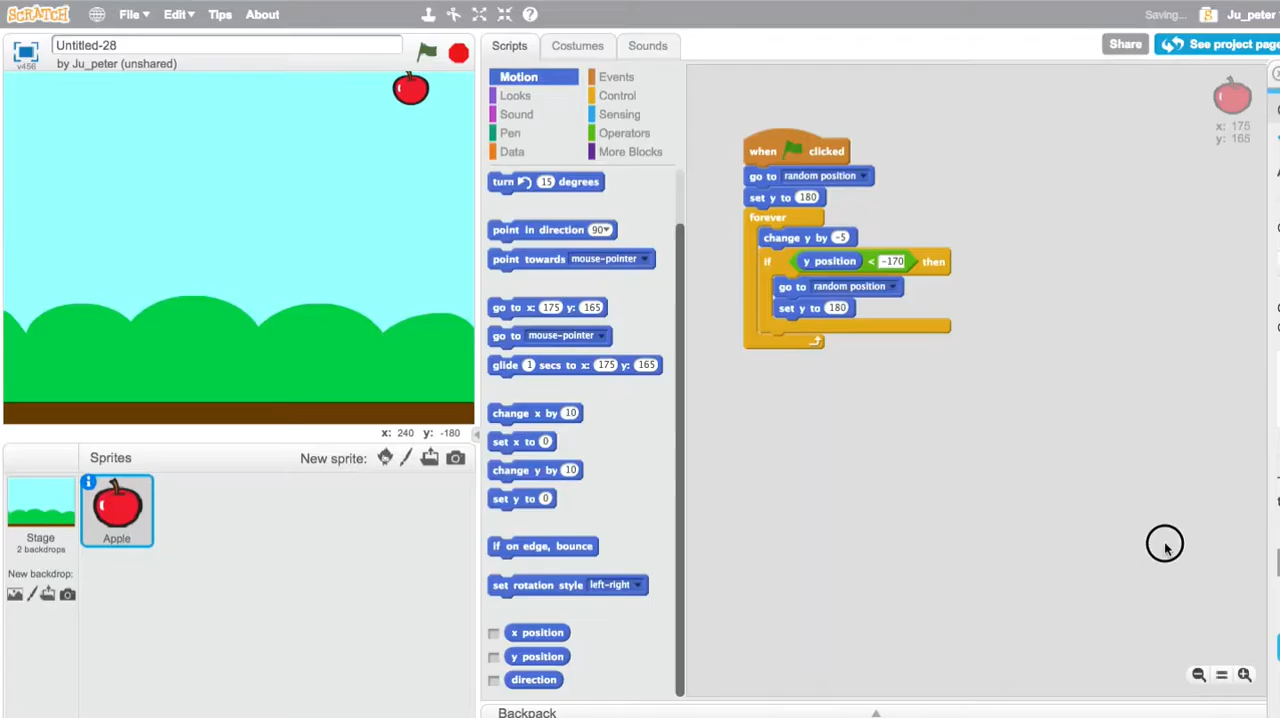 SCRATCH File Edit Tips About Saving... S Ju_peter
v456 Untitled-28
by Ju_peter (unshared)
Scripts Costumes Sounds
Share See project page
Motion Events
Looks Control
Sound Sensing
Pen Operators
Data More Blocks
turn 15 degrees
point in direction 90
point towards mouse-pointer
go to x: 175 y: 165
go to mouse-pointer
glide 1 secs to x: 175 y: 165
change x by 10
set x to 0
change y by 10
set y to 0
if on edge, bounce
set rotation style left-right
x position
y position
direction
when clicked
go to random position
set y to 180
forever
change y by -5
if y position < -170 then
go to random position
set y to 180
x: 175
y: 165
x: 240 y: -180
Sprites New sprite:
Stage
2 backdrops
New backdrop:
Apple
Backpack